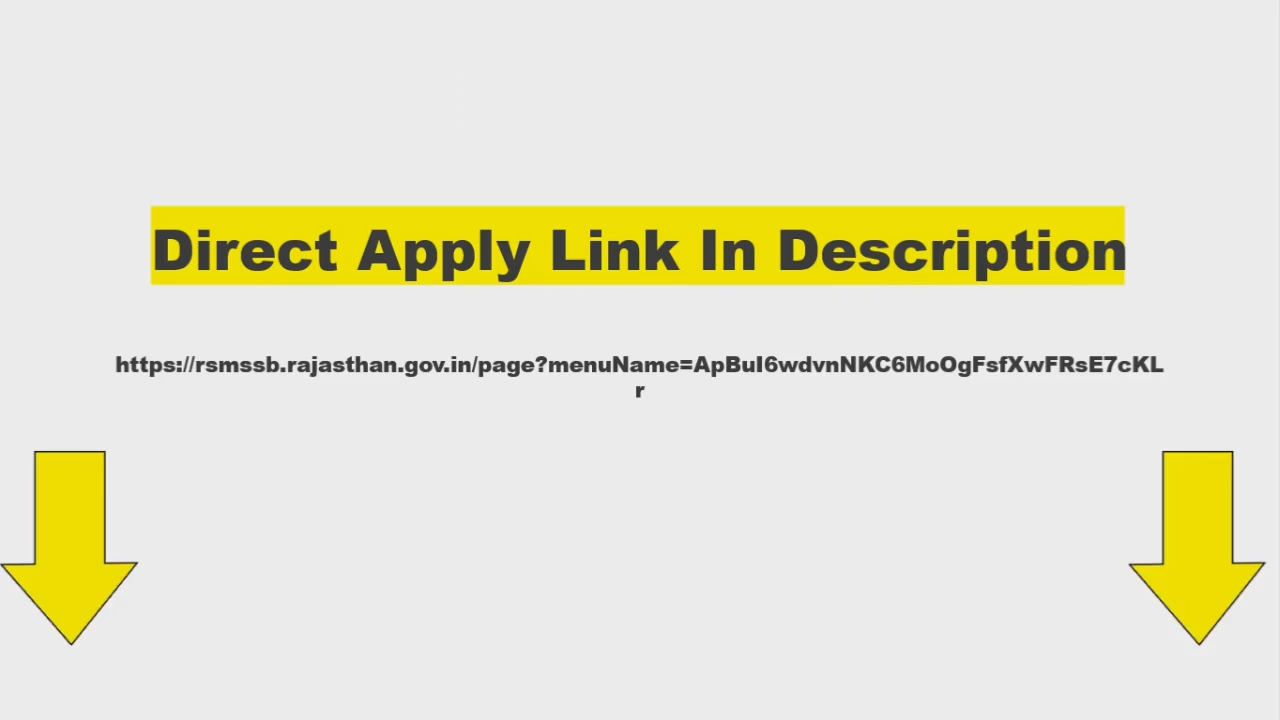 Direct Apply Link In Description
https://rsmssb.rajasthan.gov.in/page?menuName=ApBuI6wdvnNKC6MoOgFsfXwFRsE7cKL
r